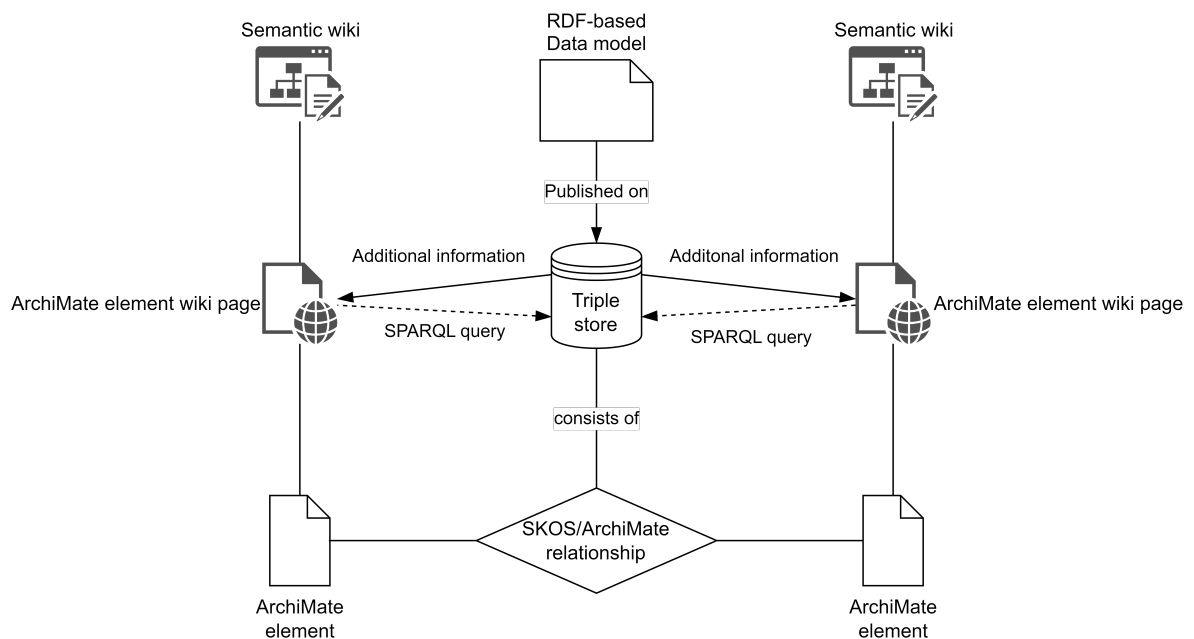 RDF-based
Data model
Semantic wiki
Semantic wiki
Published on
Additional information
Additonal information
ArchiMate element wiki page
Triple
store
ArchiMate element wiki page
SPARQL query
SPARQL query
consists of
SKOS/ArchiMate
relationship
ArchiMate
element
ArchiMate
element